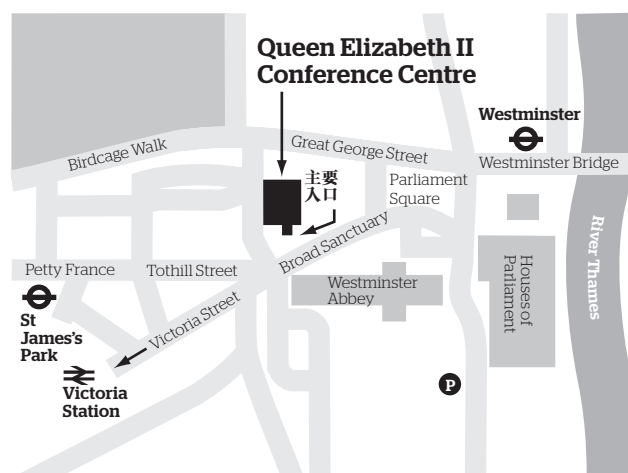 Queen Elizabeth II
Conference Centre
Westminster
Birdcage Walk
Great George Street
Westminster Bridge
主要
入口
Parliament
Square
Broad Sanctuary
Petty France
Tothill Street
Westminster
Abbey
Houses of
Parliament
River Thames
St
James's
Park
Victoria Street
Victoria
Station
P